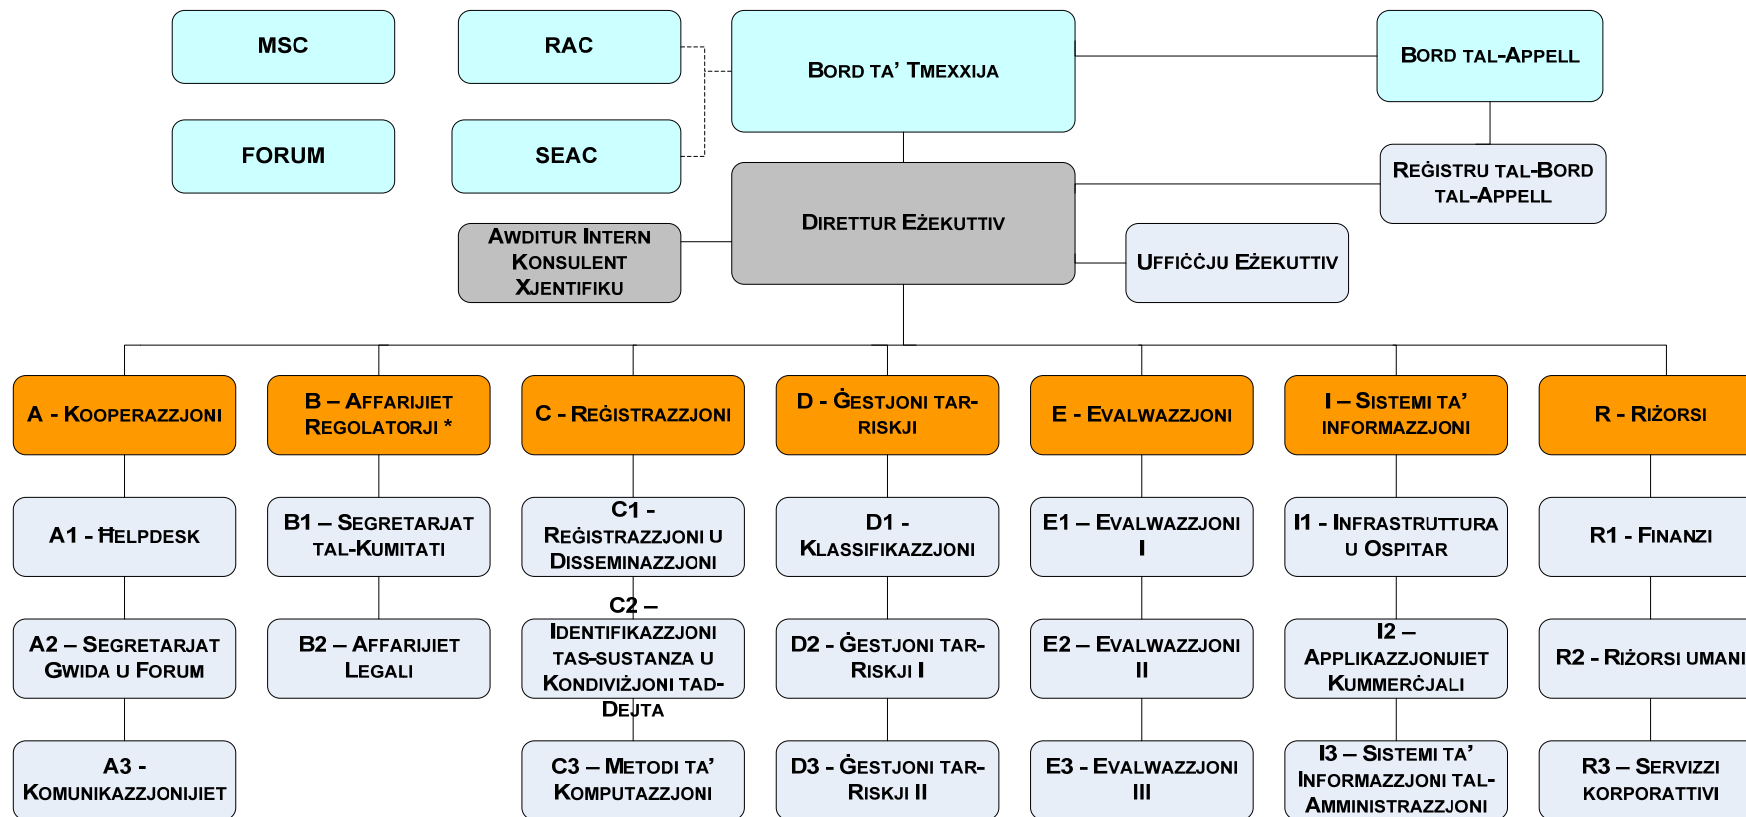 MSC
RAC
BORD TA' TMEXXIJA
BORD TAL-APPELL
FORUM
SEAC
REĠISTRU TAL-BORD
TAL-APPELL
DIRETTUR EŻEKUTTIV
AWDITUR INTERN
KONSULENT
XJENTIFIKU
UFFIĊĊJU EŻEKUTTIV
A - KOOPERAZZJONI
B – AFFARIJIET
REGOLATORJI *
C - REĠISTRAZZJONI
D - ĠESTJONI TAR-
RISKJI
E - EVALWAZZJONI
I – SISTEMI TA'
INFORMAZZJONI
R - RIŻORSI
A1 - ĦELPDESK
B1 – SEGRETARJAT
TAL-KUMITATI
C1 -
REĠISTRAZZJONI U
DISSEMINAZZJONI
D1 -
KLASSIFIKAZZJONI
E1 – EVALWAZZJONI
I
I1 - INFRASTRUTTURA
U OSPITAR
R1 - FINANZI
A2 – SEGRETARJAT
GWIDA U FORUM
B2 – AFFARIJIET
LEGALI
C2 –
IDENTIFIKAZZJONI
TAS-SUSTANZA U
KONDIVIŻJONI TAD-
DEJTA
D2 - ĠESTJONI TAR-
RISKJI I
E2 – EVALWAZZJONI
II
I2 –
APPLIKAZZJONIJIET
KUMMERĊJALI
R2 - RIŻORSI UMANI
A3 -
KOMUNIKAZZJONIJIET
C3 – METODI TA'
KOMPUTAZZJONI
D3 - ĠESTJONI TAR-
RISKJI II
E3 - EVALWAZZJONI
III
I3 – SISTEMI TA'
INFORMAZZJONI TAL-
AMMINISTRAZZJONI
R3 – SERVIZZI
KORPORATTIVI